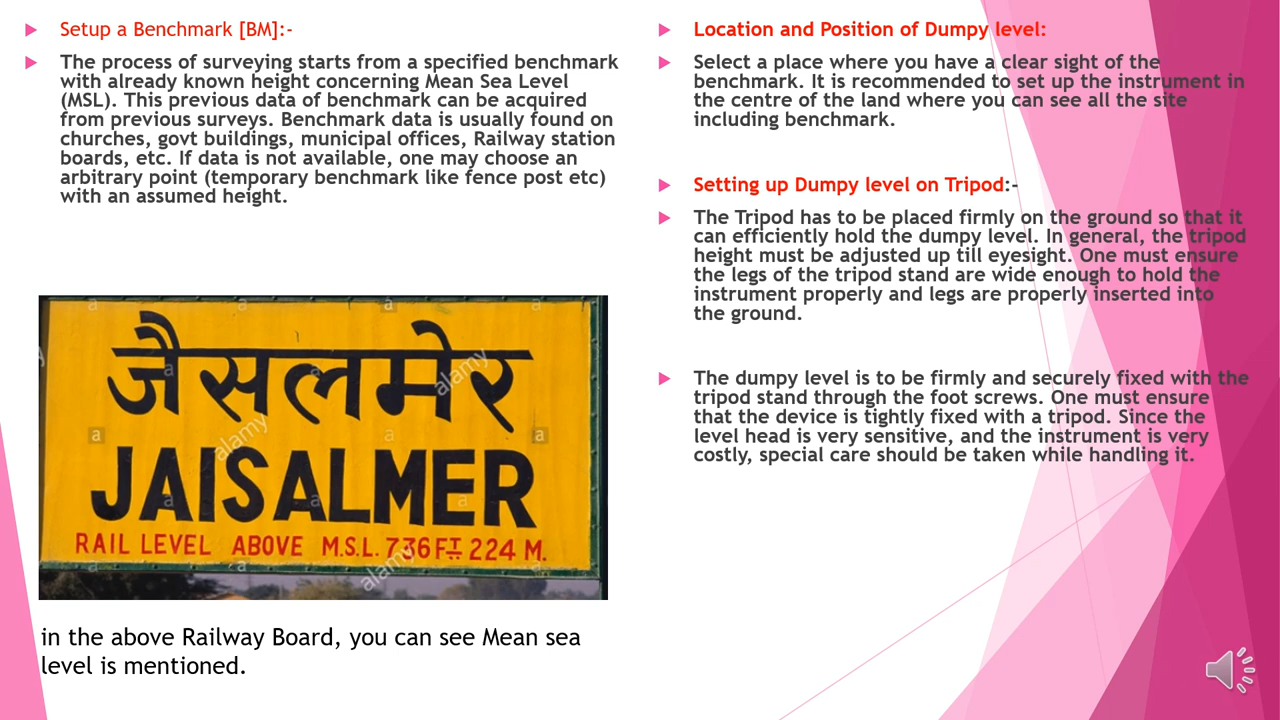 Setup a Benchmark [BM]:-
The process of surveying starts from a specified benchmark
with already known height concerning Mean Sea Level
(MSL). This previous data of benchmark can be acquired
from previous surveys. Benchmark data is usually found on
churches, govt buildings, municipal offices, Railway station
boards, etc. If data is not available, one may choose an
arbitrary point (temporary benchmark like fence post etc)
with an assumed height.
जैसलमेर
JAISALMER
RAIL LEVEL ABOVE M.S.L. 736FT 224 M.
a
a
a
a
a
a
a
a
a
alamy
alamy
alamy
in the above Railway Board, you can see Mean sea
level is mentioned.
Location and Position of Dumpy level:
Select a place where you have a clear sight of the
benchmark. It is recommended to set up the instrument in
the centre of the land where you can see all the site
including benchmark.
Setting up Dumpy level on Tripod:-
The Tripod has to be placed firmly on the ground so that it
can efficiently hold the dumpy level. In general, the tripod
height must be adjusted up till eyesight. One must ensure
the legs of the tripod stand are wide enough to hold the
instrument properly and legs are properly inserted into
the ground.
The dumpy level is to be firmly and securely fixed with the
tripod stand through the foot screws. One must ensure
that the device is tightly fixed with a tripod. Since the
level head is very sensitive, and the instrument is very
costly, special care should be taken while handling it.